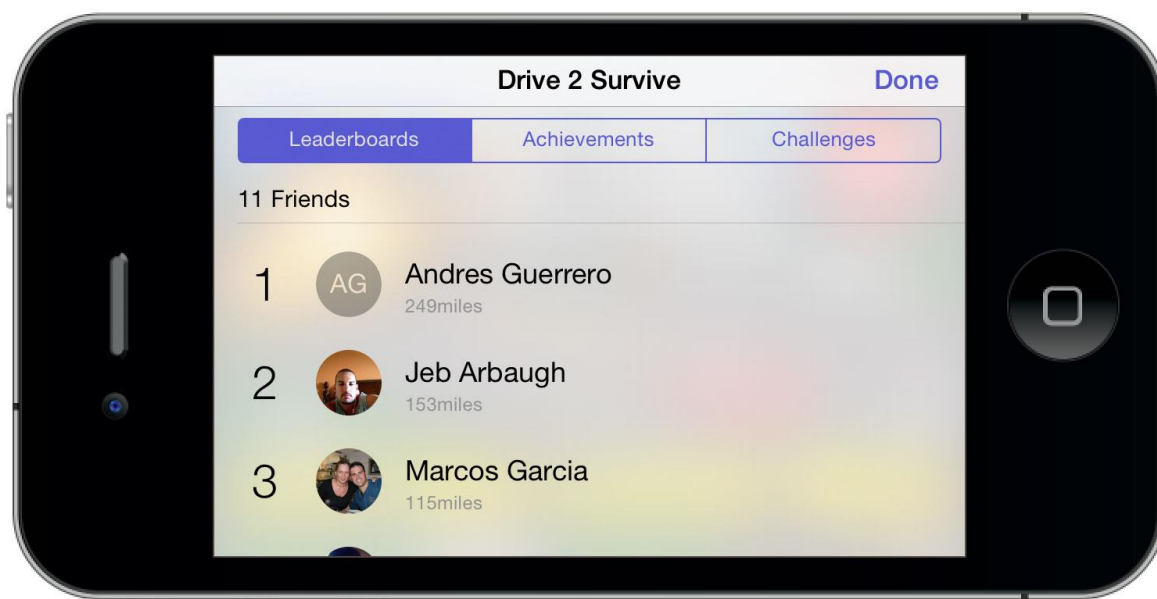 Drive 2 Survive Done
Leaderboards Achievements Challenges
11 Friends
1 AG Andres Guerrero
249miles
2 Jeb Arbaugh
153miles
3 Marcos Garcia
115miles